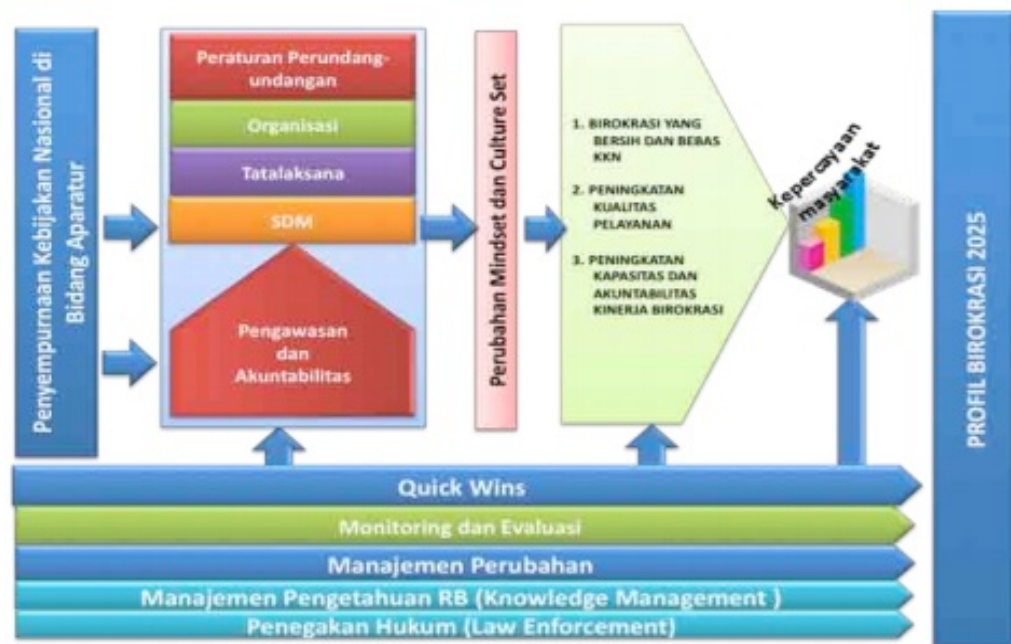 Penyempurnaan Kebijakan Nasional di
Bidang Aparatur
Peraturan Perundang-
undangan
Organisasi
Tatalaksana
SDM
Pengawasan
dan
Akuntabilitas
Perubahan Mindset dan Culture Set
1. BIROKRASI YANG
BERSIH DAN BEBAS
KKN
2. PENINGKATAN
KUALITAS
PELAYANAN
3. PENINGKATAN
KAPASITAS DAN
AKUNTABILITAS
KINERJA BIROKRASI
Kepercayaan
masyarakat
PROFIL BIROKRASI 2025
Quick Wins
Monitoring dan Evaluasi
Manajemen Perubahan
Manajemen Pengetahuan RB (Knowledge Management )
Penegakan Hukum (Law Enforcement)